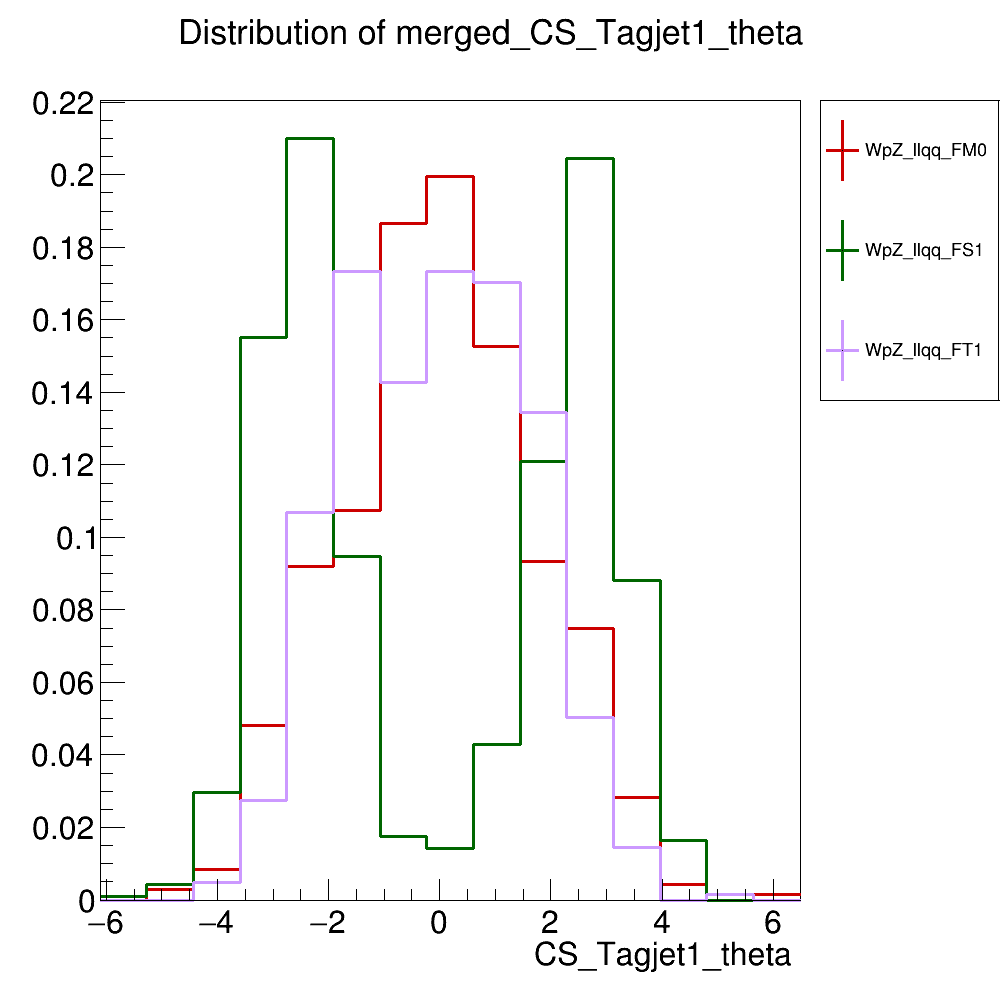 Distribution of merged_CS_Tagjet1_theta
0.22
0.2
0.18
0.16
0.14
0.12
0.1
0.08
0.06
0.04
0.02
0
−6 −4 −2 0 2 4 6
CS_Tagjet1_theta
WpZ_llqq_FM0
WpZ_llqq_FS1
WpZ_llqq_FT1